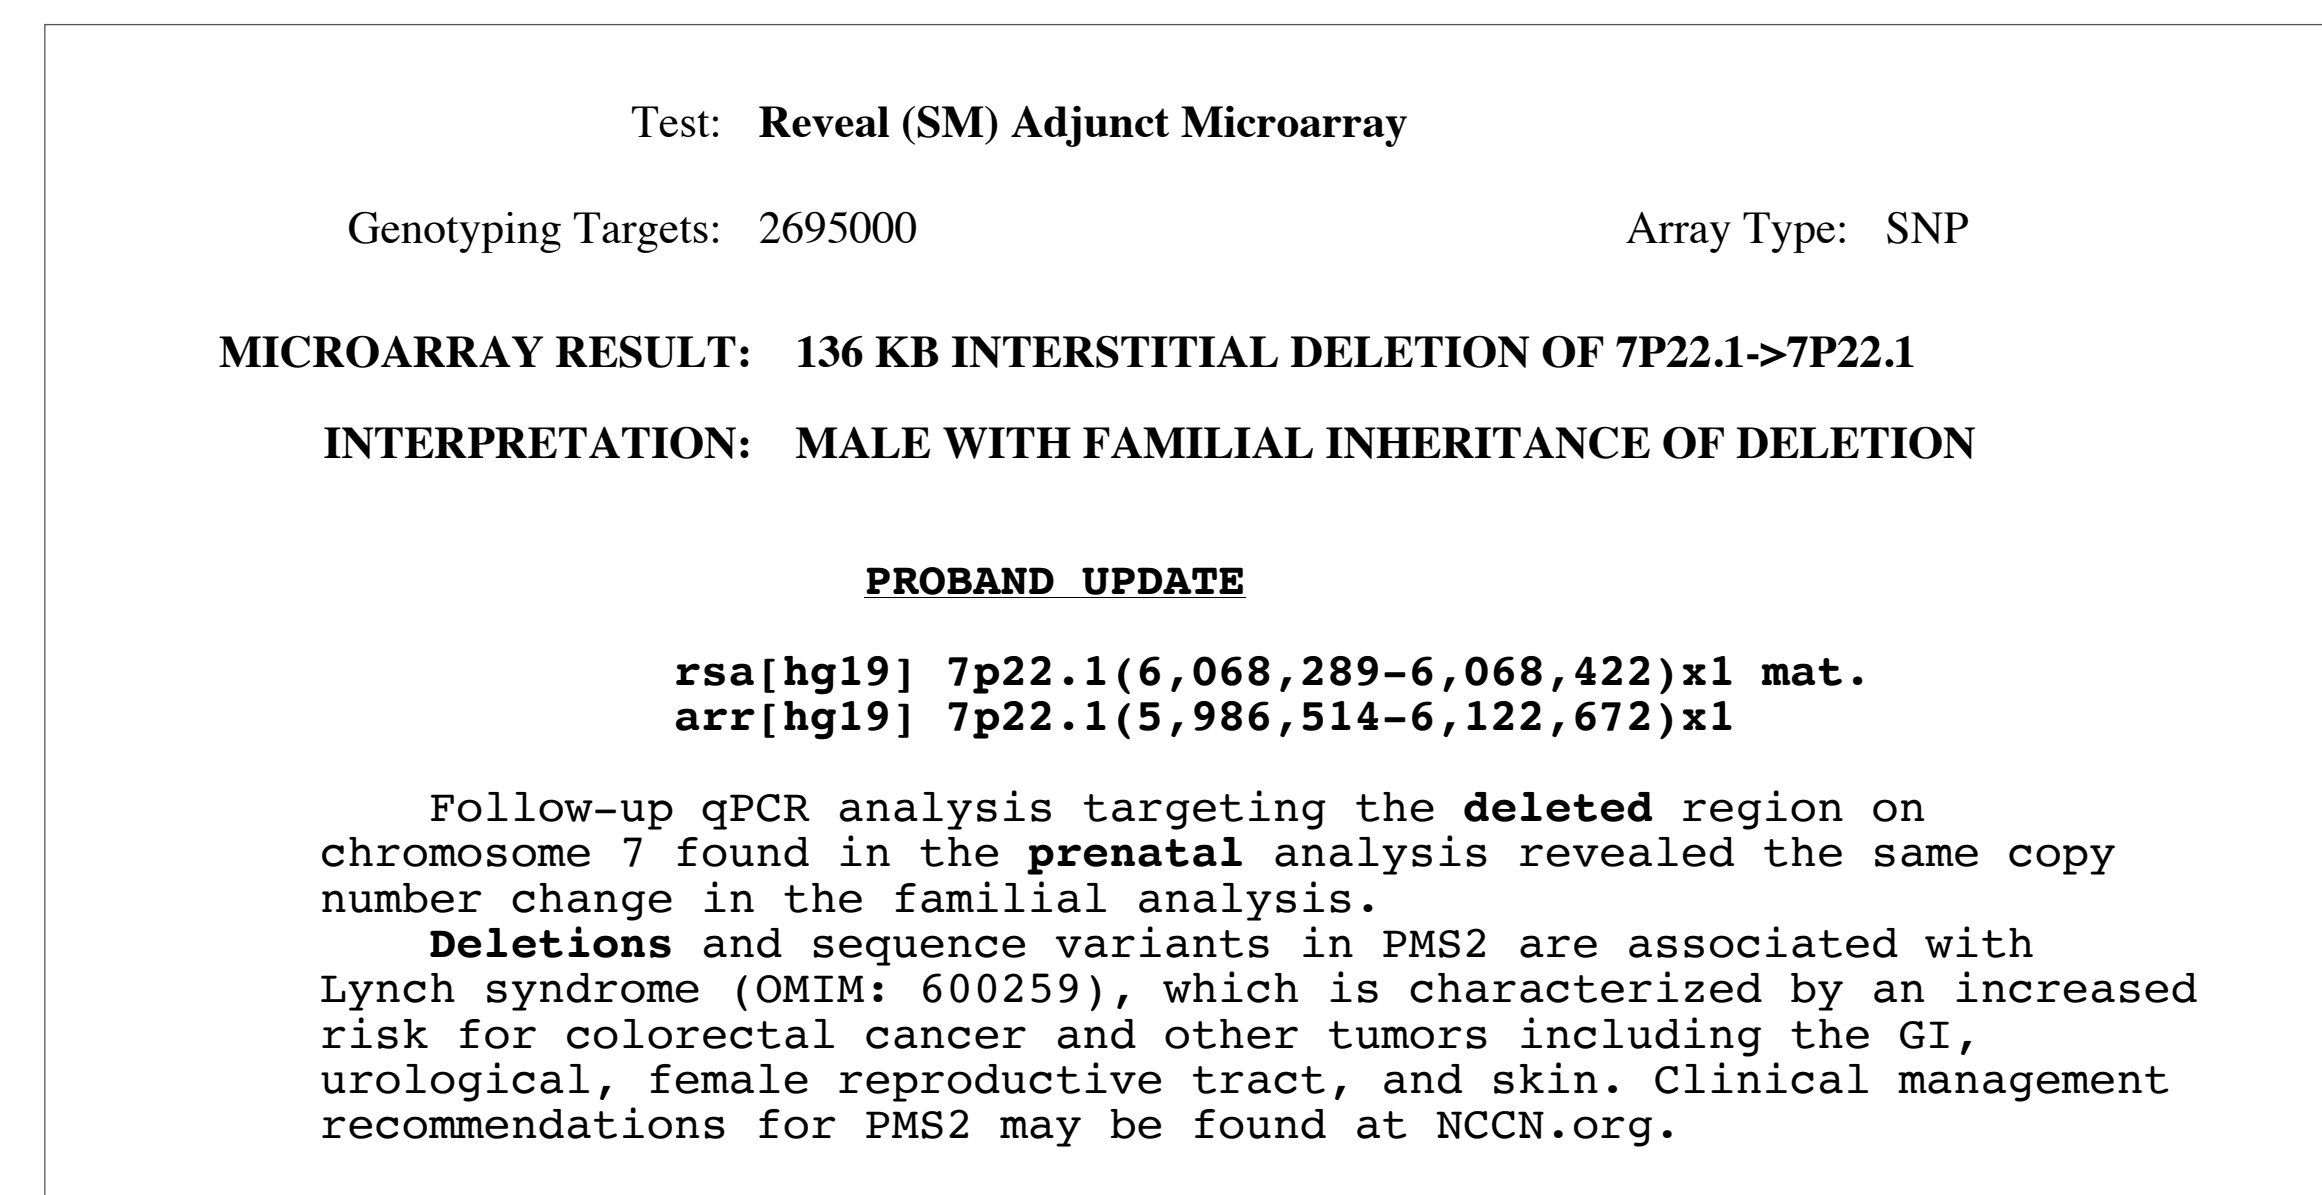 Test: Reveal (SM) Adjunct Microarray
Genotyping Targets: 2695000 Array Type: SNP
MICROARRAY RESULT: 136 KB INTERSTITIAL DELETION OF 7P22.1->7P22.1
INTERPRETATION: MALE WITH FAMILIAL INHERITANCE OF DELETION
PROBAND UPDATE
rsa[hg19] 7p22.1(6,068,289-6,068,422)x1 mat.
arr[hg19] 7p22.1(5,986,514-6,122,672)x1
Follow-up qPCR analysis targeting the deleted region on
chromosome 7 found in the prenatal analysis revealed the same copy
number change in the familial analysis.
Deletions and sequence variants in PMS2 are associated with
Lynch syndrome (OMIM: 600259), which is characterized by an increased
risk for colorectal cancer and other tumors including the GI,
urological, female reproductive tract, and skin. Clinical management
recommendations for PMS2 may be found at NCCN.org.